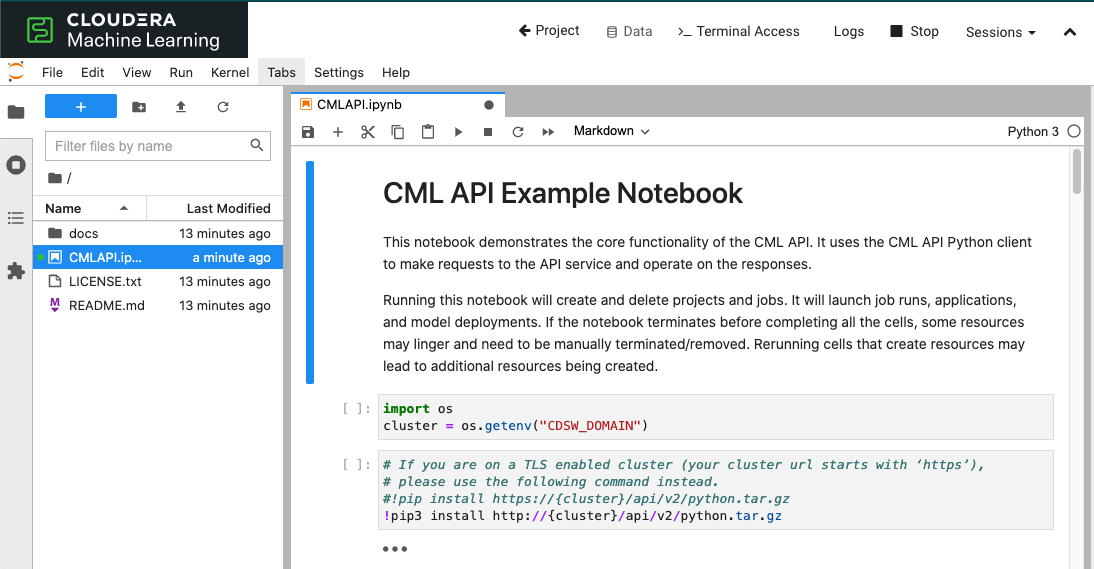 CLOUDERA
Machine Learning
Project
Data
Terminal Access
Logs
Stop
Sessions
File Edit View Run Kernel Tabs Settings Help
+
Filter files by name
/
Name Last Modified
docs 13 minutes ago
CMLAPI.ip... a minute ago
LICENSE.txt 13 minutes ago
README.md 13 minutes ago
CMLAPI.ipynb
Markdown
Python 3
CML API Example Notebook
This notebook demonstrates the core functionality of the CML API. It uses the CML API Python client
to make requests to the API service and operate on the responses.
Running this notebook will create and delete projects and jobs. It will launch job runs, applications,
and model deployments. If the notebook terminates before completing all the cells, some resources
may linger and need to be manually terminated/removed. Rerunning cells that create resources may
lead to additional resources being created.
[ ]: import os
cluster = os.getenv("CDSW_DOMAIN")
[ ]: # If you are on a TLS enabled cluster (your cluster url starts with ‘https’),
# please use the following command instead.
#!pip install https://{cluster}/api/v2/python.tar.gz
!pip3 install http://{cluster}/api/v2/python.tar.gz
•••